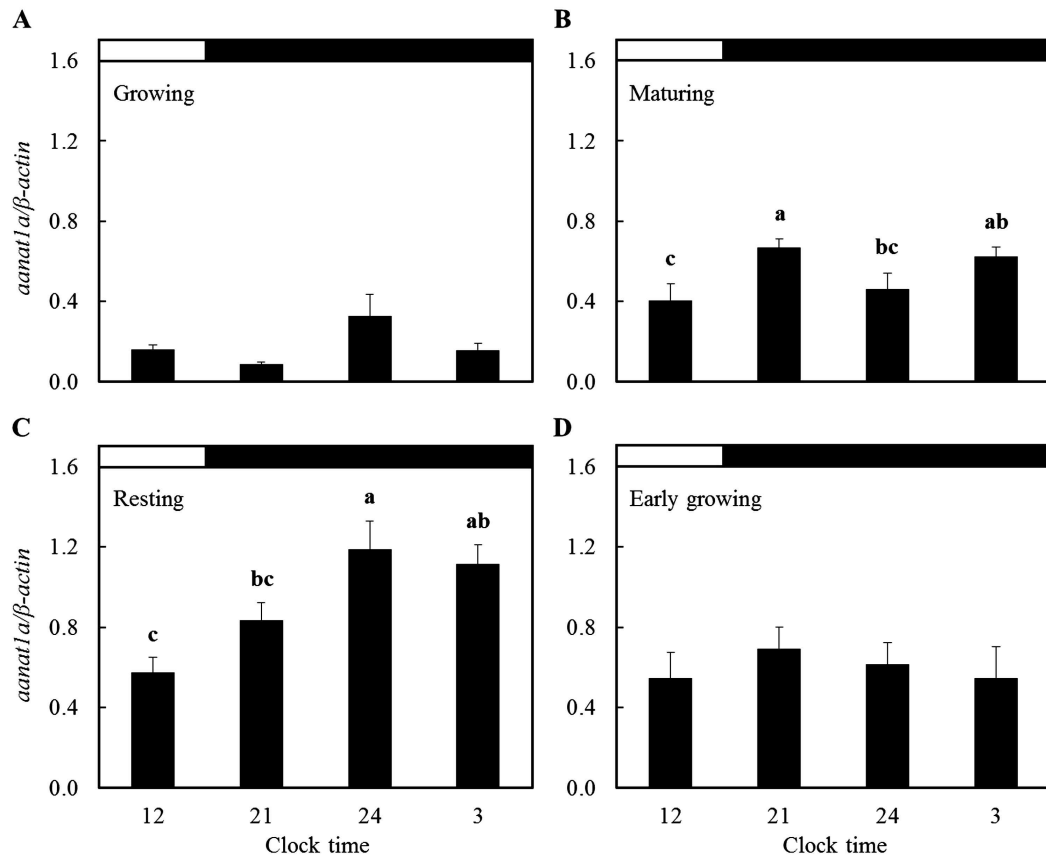 A
1.6
Growing
1.2
0.8
0.4
0.0
aanat1a/β-actin
B
1.6
Maturing
1.2
0.8
0.4
0.0
c
a
bc
ab
C
1.6
Resting
1.2
0.8
0.4
0.0
aanat1a/β-actin
c
bc
a
ab
12 21 24 3
Clock time
D
1.6
Early growing
1.2
0.8
0.4
0.0
12 21 24 3
Clock time